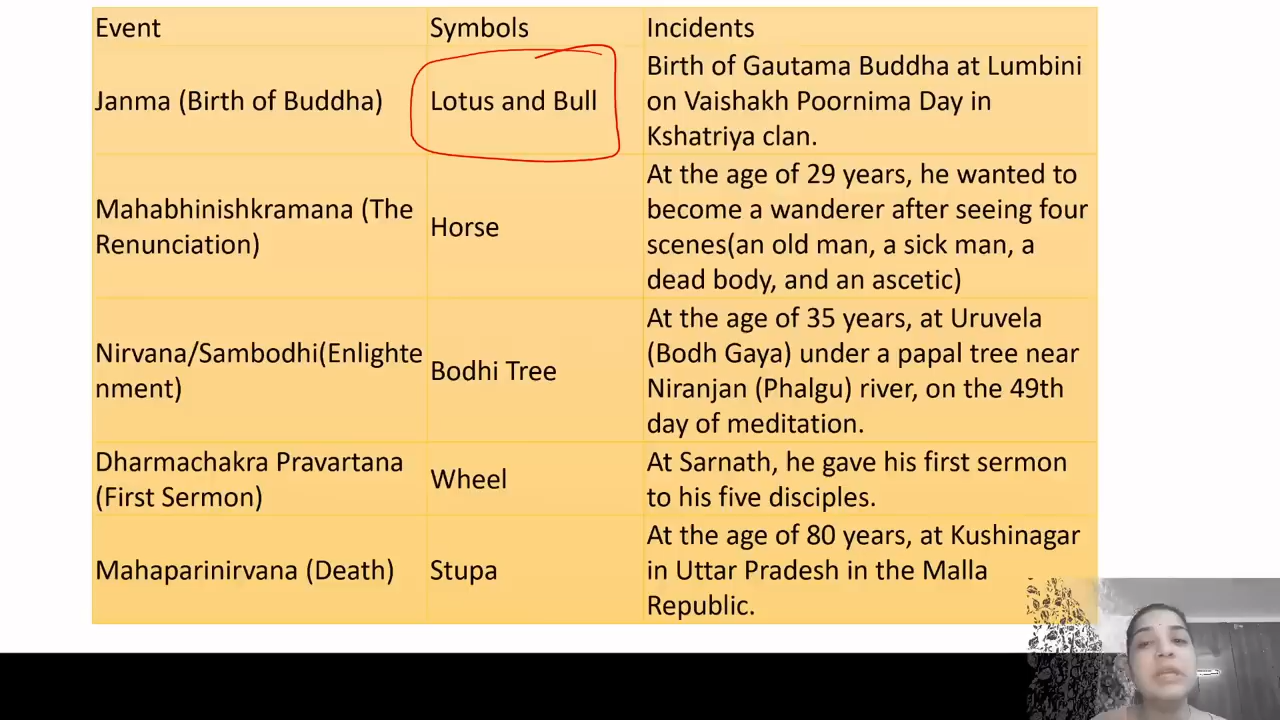 Event
Symbols
Incidents
Janma (Birth of Buddha)
Lotus and Bull
Birth of Gautama Buddha at Lumbini
on Vaishakh Poornima Day in
Kshatriya clan.
Mahabhinishkramana (The
Renunciation)
Horse
At the age of 29 years, he wanted to
become a wanderer after seeing four
scenes(an old man, a sick man, a
dead body, and an ascetic)
Nirvana/Sambodhi(Enlighte
nment)
Bodhi Tree
At the age of 35 years, at Uruvela
(Bodh Gaya) under a papal tree near
Niranjan (Phalgu) river, on the 49th
day of meditation.
Dharmachakra Pravartana
(First Sermon)
Wheel
At Sarnath, he gave his first sermon
to his five disciples.
Mahaparinirvana (Death)
Stupa
At the age of 80 years, at Kushinagar
in Uttar Pradesh in the Malla
Republic.